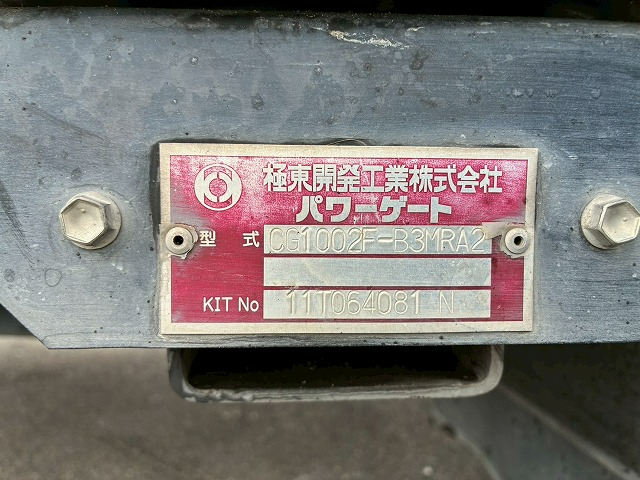 極東開発工業株式会社
パワーゲート
型 式 CG1002F-B3MRA2
KIT No 11T064081 N